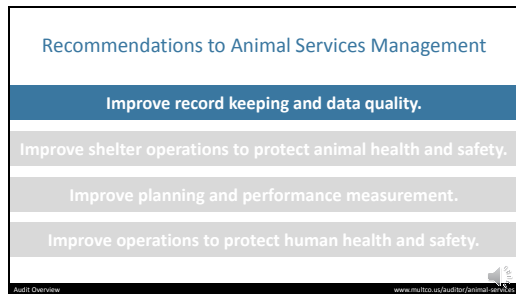 Recommendations to Animal Services Management
Improve record keeping and data quality.
Improve shelter operations to protect animal health and safety.
Improve planning and performance measurement.
Improve operations to protect human health and safety.
Audit Overview
www.multco.us/auditor/animal-services